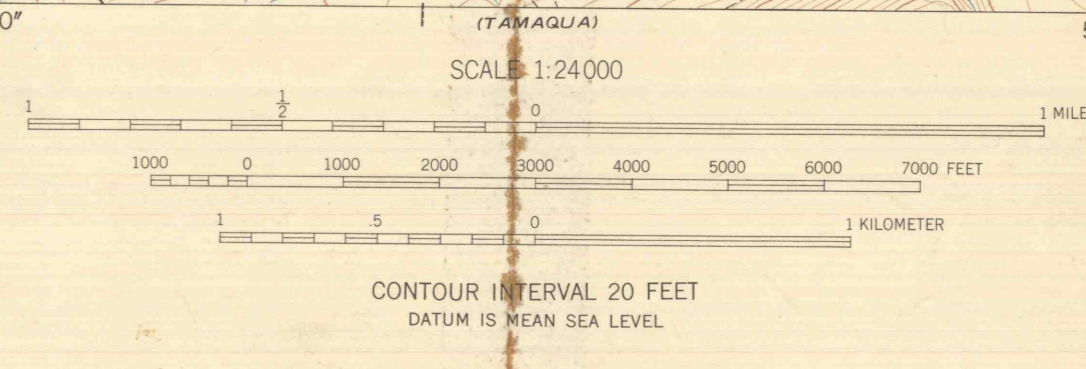 0″
(TAMAQUA)
SCALE 1:24000
1 1/2 0 1 MILE
1000 0 1000 2000 3000 4000 5000 6000 7000 FEET
1 .5 0 1 KILOMETER
CONTOUR INTERVAL 20 FEET
DATUM IS MEAN SEA LEVEL